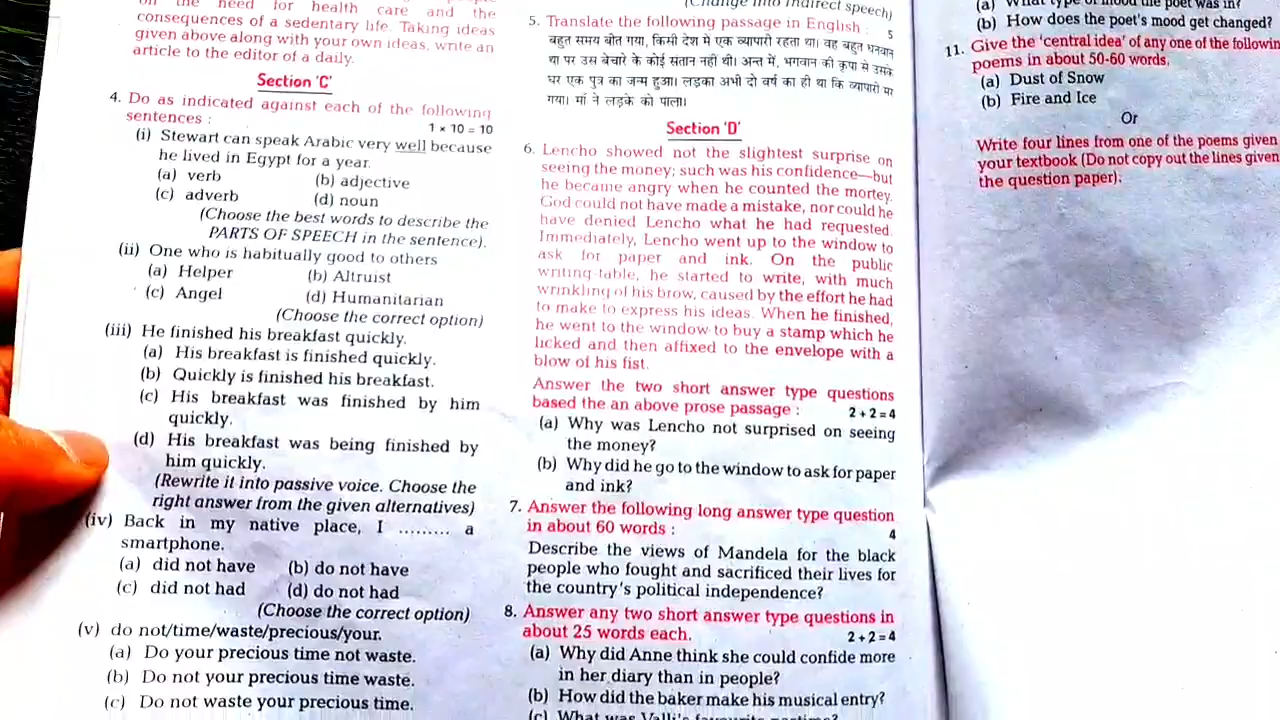 on the need for health care and the
consequences of a sedentary life. Taking ideas
given above along with your own ideas, write an
article to the editor of a daily.
Section 'C'
4. Do as indicated against each of the following
sentences :
1 × 10 = 10
(i) Stewart can speak Arabic very well because
he lived in Egypt for a year.
(a) verb (b) adjective
(c) adverb (d) noun
(Choose the best words to describe the
PARTS OF SPEECH in the sentence).
(ii) One who is habitually good to others
(a) Helper (b) Altruist
(c) Angel (d) Humanitarian
(Choose the correct option)
(iii) He finished his breakfast quickly.
(a) His breakfast is finished quickly.
(b) Quickly is finished his breakfast.
(c) His breakfast was finished by him
quickly.
(d) His breakfast was being finished by
him quickly.
(Rewrite it into passive voice. Choose the
right answer from the given alternatives)
(iv) Back in my native place, I ......... a
smartphone.
(a) did not have (b) do not have
(c) did not had (d) do not had
(Choose the correct option)
(v) do not/time/waste/precious/your.
(a) Do your precious time not waste.
(b) Do not your precious time waste.
(c) Do not waste your precious time.
(Change into indirect speech)
5. Translate the following passage in English : 5
बहुत समय बीत गया, किसी देश में एक व्यापारी रहता था। वह बहुत धनवान
था पर उस बेचारे के कोई संतान नही थी। अन्त में, भगवान की कृपा से उसके
घर एक पुत्र का जन्म हुआ। लड़का अभी दो वर्ष का ही था कि व्यापारी मर
गया। माँ ने लड़के को पाला।
Section 'D'
6. Lencho showed not the slightest surprise on
seeing the money; such was his confidence—but
he became angry when he counted the mortey.
God could not have made a mistake, nor could he
have denied Lencho what he had requested.
Immediately, Lencho went up to the window to
ask for paper and ink. On the public
writing-table, he started to write, with much
wrinkling of his brow, caused by the effort he had
to make to express his ideas. When he finished,
he went to the window to buy a stamp which he
licked and then affixed to the envelope with a
blow of his fist.
Answer the two short answer type questions
based the an above prose passage : 2 + 2 = 4
(a) Why was Lencho not surprised on seeing
the money?
(b) Why did he go to the window to ask for paper
and ink?
7. Answer the following long answer type question
in about 60 words : 4
Describe the views of Mandela for the black
people who fought and sacrificed their lives for
the country's political independence?
8. Answer any two short answer type questions in
about 25 words each. 2 + 2 = 4
(a) Why did Anne think she could confide more
in her diary than in people?
(b) How did the baker make his musical entry?
(c) What was Valli's favourite pastime?
(a) What type of mood the poet was in?
(b) How does the poet's mood get changed?
11. Give the 'central idea' of any one of the followin
poems in about 50-60 words.
(a) Dust of Snow
(b) Fire and Ice
Or
Write four lines from one of the poems given
your textbook (Do not copy out the lines given
the question paper).